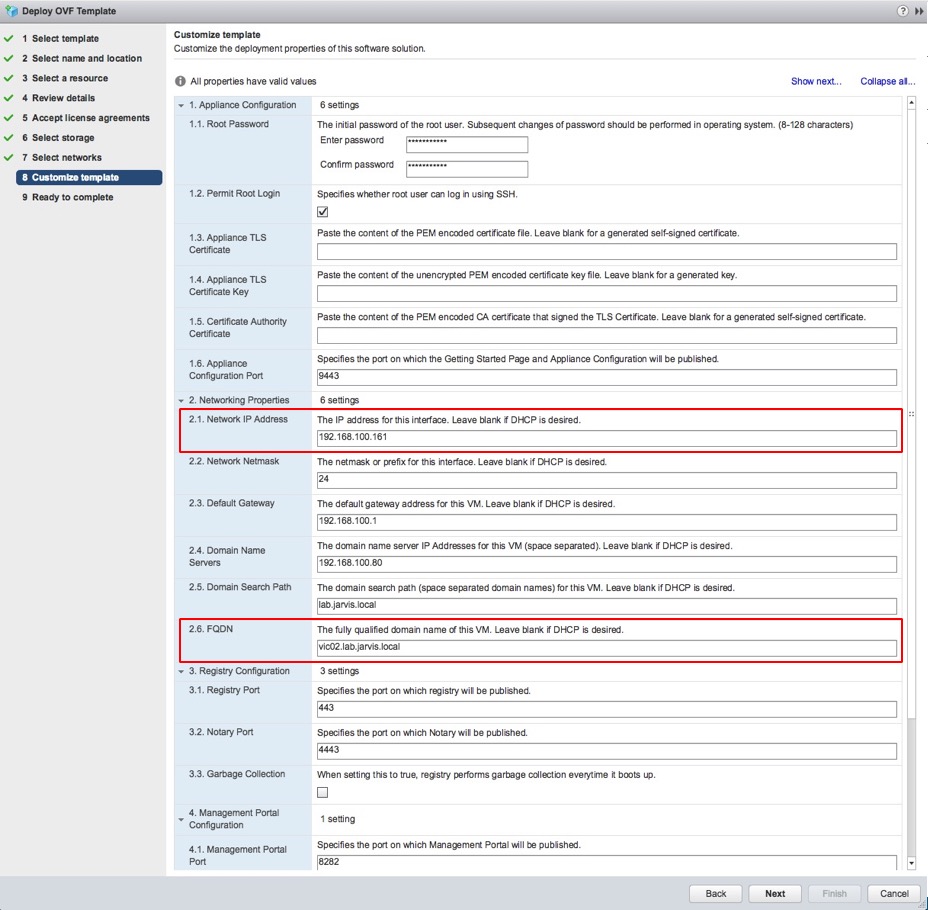 Deploy OVF Template
1 Select template
2 Select name and location
3 Select a resource
4 Review details
5 Accept license agreements
6 Select storage
7 Select networks
8 Customize template
9 Ready to complete
Customize template
Customize the deployment properties of this software solution.
All properties have valid values
Show next...
Collapse all...
1. Appliance Configuration
6 settings
1.1. Root Password
The initial password of the root user. Subsequent changes of password should be performed in operating system. (8-128 characters)
Enter password
***********
Confirm password
***********
1.2. Permit Root Login
Specifies whether root user can log in using SSH.
1.3. Appliance TLS
Certificate
Paste the content of the PEM encoded certificate file. Leave blank for a generated self-signed certificate.
1.4. Appliance TLS
Certificate Key
Paste the content of the unencrypted PEM encoded certificate key file. Leave blank for a generated key.
1.5. Certificate Authority
Certificate
Paste the content of the PEM encoded CA certificate that signed the TLS Certificate. Leave blank for a generated self-signed certificate.
1.6. Appliance
Configuration Port
Specifies the port on which the Getting Started Page and Appliance Configuration will be published.
9443
2. Networking Properties
6 settings
2.1. Network IP Address
The IP address for this interface. Leave blank if DHCP is desired.
192.168.100.161
2.2. Network Netmask
The netmask or prefix for this interface. Leave blank if DHCP is desired.
24
2.3. Default Gateway
The default gateway address for this VM. Leave blank if DHCP is desired.
192.168.100.1
2.4. Domain Name
Servers
The domain name server IP Addresses for this VM (space separated). Leave blank if DHCP is desired.
192.168.100.80
2.5. Domain Search Path
The domain search path (space separated domain names) for this VM. Leave blank if DHCP is desired.
lab.jarvis.local
2.6. FQDN
The fully qualified domain name of this VM. Leave blank if DHCP is desired.
vic02.lab.jarvis.local
3. Registry Configuration
3 settings
3.1. Registry Port
Specifies the port on which registry will be published.
443
3.2. Notary Port
Specifies the port on which Notary will be published.
4443
3.3. Garbage Collection
When setting this to true, registry performs garbage collection everytime it boots up.
4. Management Portal
Configuration
1 setting
4.1. Management Portal
Port
Specifies the port on which Management Portal will be published.
8282
Back
Next
Finish
Cancel